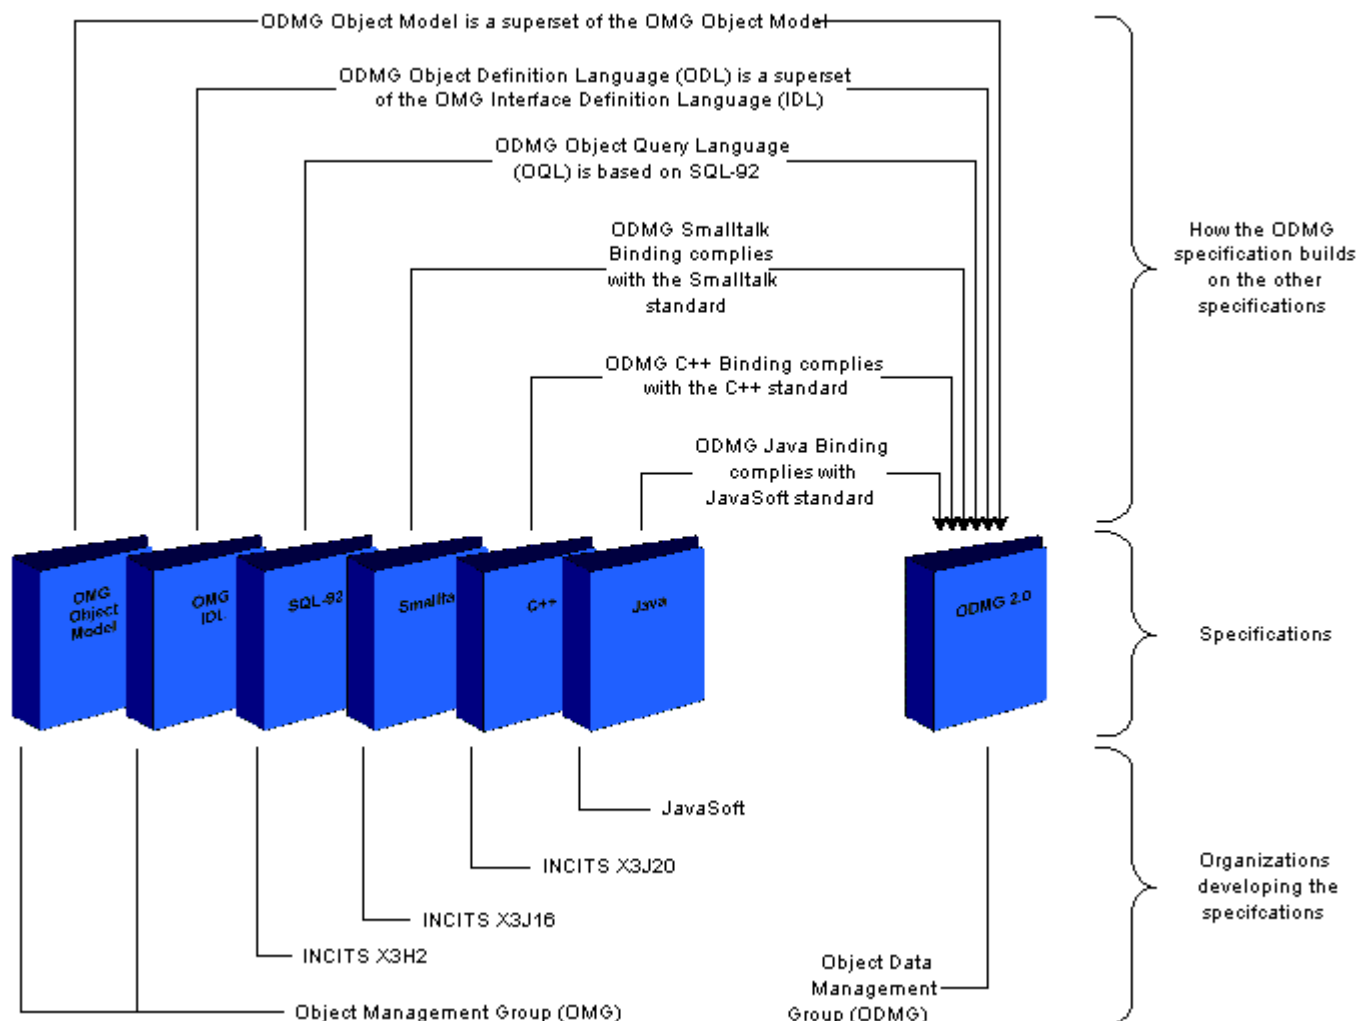 ODMG Object Model is a superset of the OMG Object Model
ODMG Object Definition Language (ODL) is a superset
of the OMG Interface Definition Language (IDL)
ODMG Object Query Language
(OQL) is based on SQL-92
ODMG Smalltalk
Binding complies
with the Smalltalk
standard
How the ODMG
specification builds
on the other
specifications
ODMG C++ Binding complies
with the C++ standard
ODMG Java Binding
complies with
JavaSoft standard
OMG
Object
Model
OMG
IDL
SQL-92
Smallta
C++
Java
ODMG 2.0
Specifications
JavaSoft
INCITS X3J20
INCITS X3J16
INCITS X3H2
Object Management Group (OMG)
Object Data
Management
Group (ODMG)
Organizations
developing the
specifcations